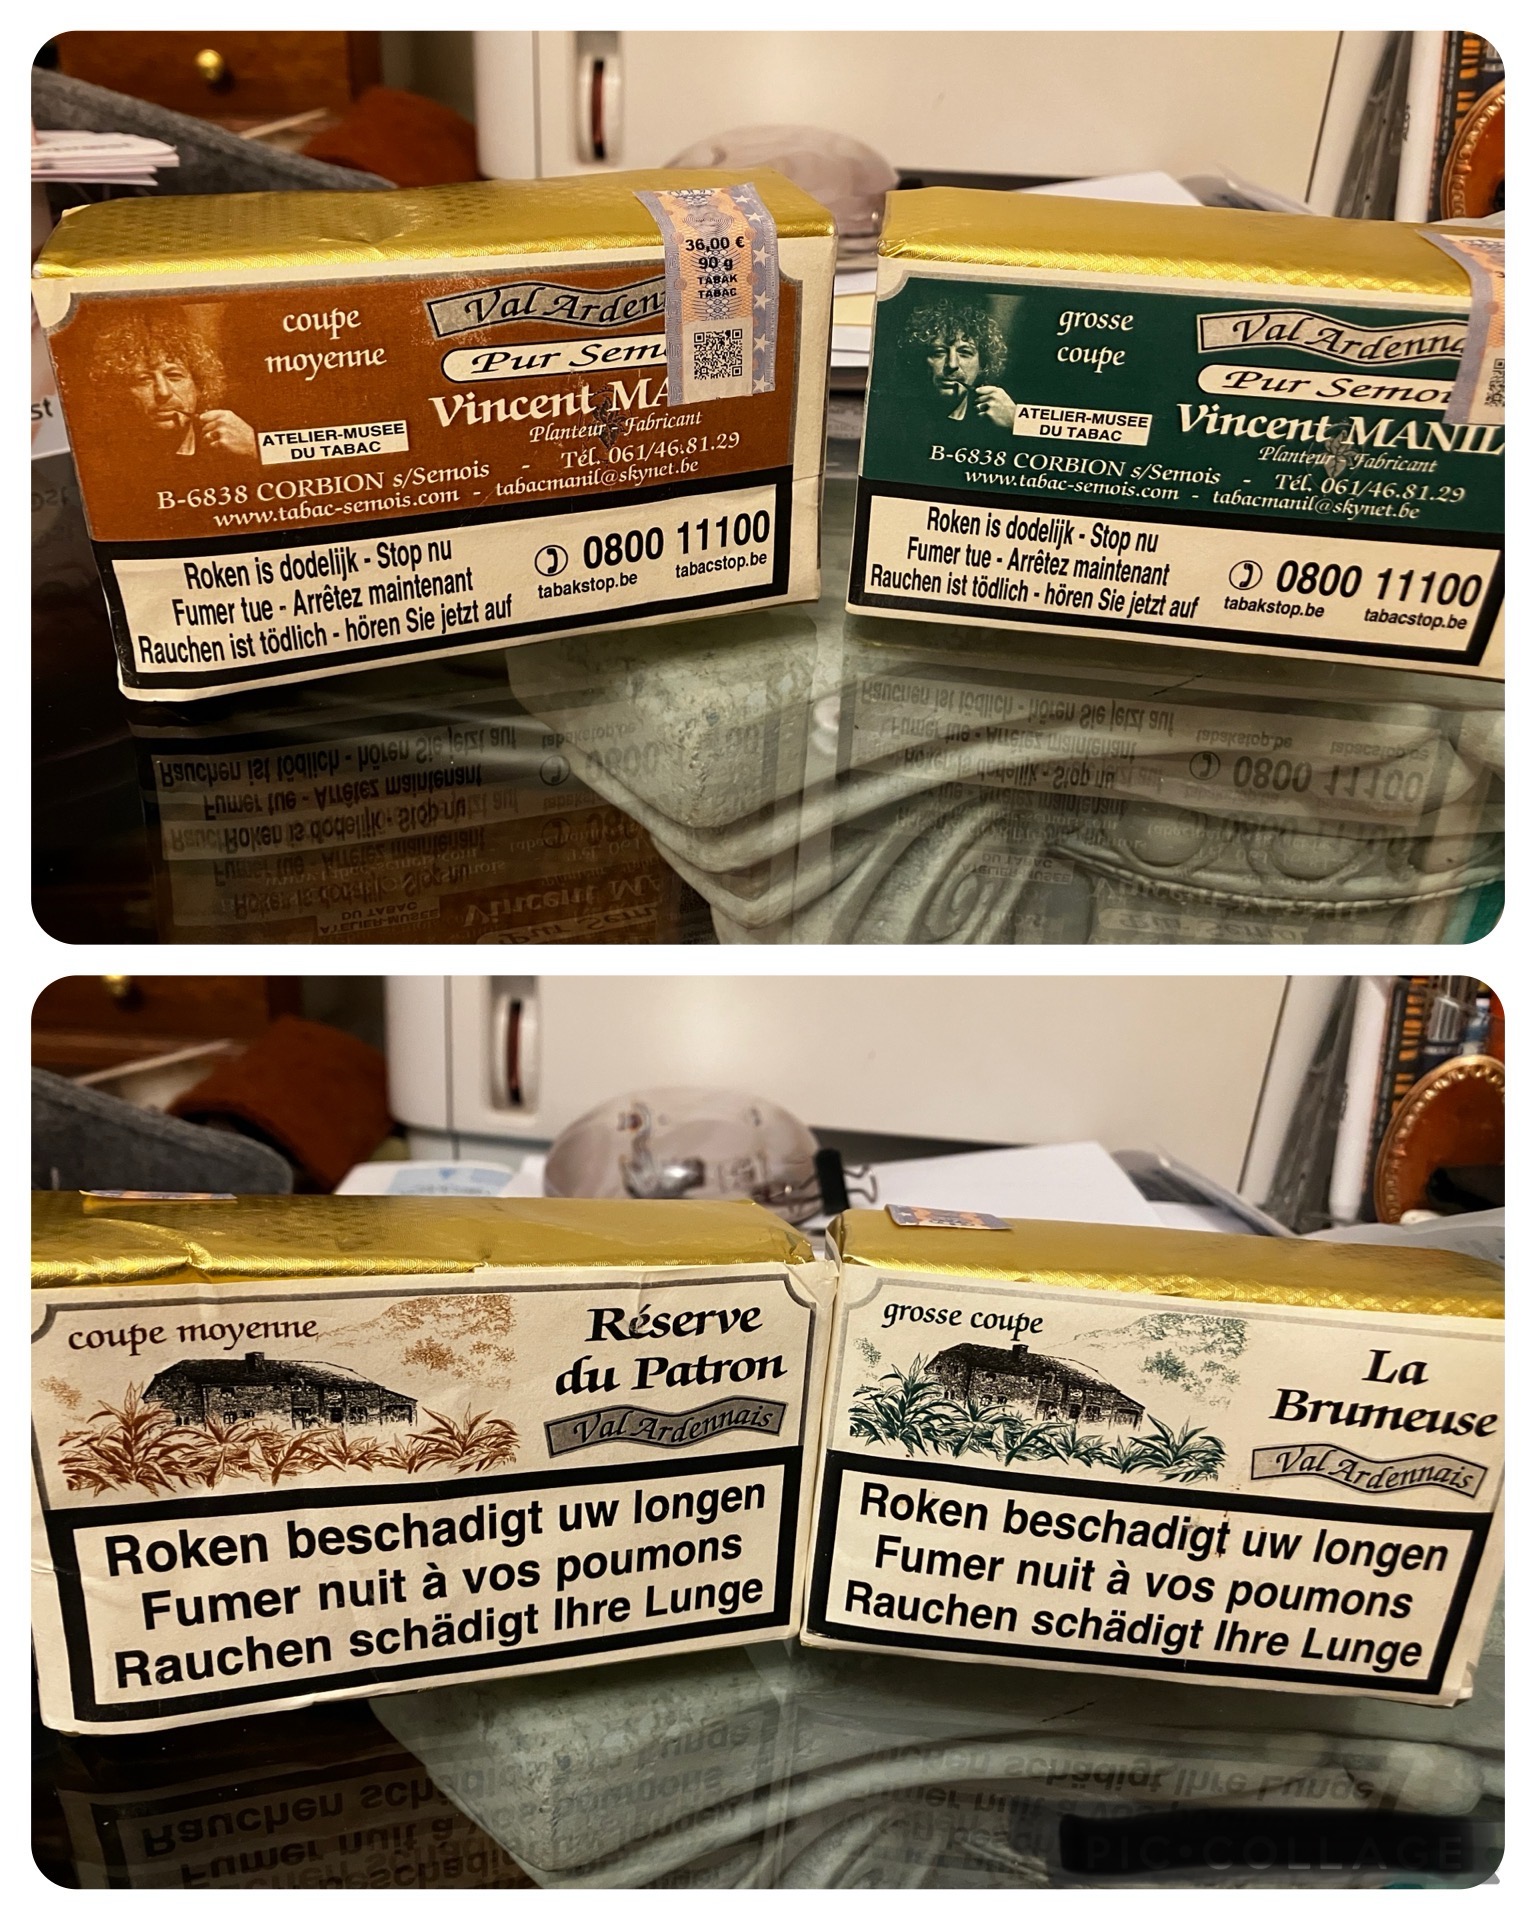 36,00 €
90 g
TABAK
TABAC
coupe
moyenne
Val Ardenn
Pur Sem
Vincent MA
Planteur - Fabricant
ATELIER-MUSEE
DU TABAC
B-6838 CORBION s/Semois - Tél. 061/46.81.29
www.tabac-semois.com - tabacmanil@skynet.be
Roken is dodelijk - Stop nu
Fumer tue - Arrêtez maintenant
Rauchen ist tödlich - hören Sie jetzt auf
0800 11100
tabakstop.be tabacstop.be
grosse
coupe
Val Ardenna
Pur Semoi
Vincent MANIL
Planteur - Fabricant
ATELIER-MUSEE
DU TABAC
B-6838 CORBION s/Semois - Tél. 061/46.81.29
www.tabac-semois.com - tabacmanil@skynet.be
Roken is dodelijk - Stop nu
Fumer tue - Arrêtez maintenant
Rauchen ist tödlich - hören Sie jetzt auf
0800 11100
tabakstop.be tabacstop.be
coupe moyenne
Réserve
du Patron
Val Ardennais
Roken beschadigt uw longen
Fumer nuit à vos poumons
Rauchen schädigt Ihre Lunge
grosse coupe
La
Brumeuse
Val Ardennais
Roken beschadigt uw longen
Fumer nuit à vos poumons
Rauchen schädigt Ihre Lunge
PIC•COLLAGE